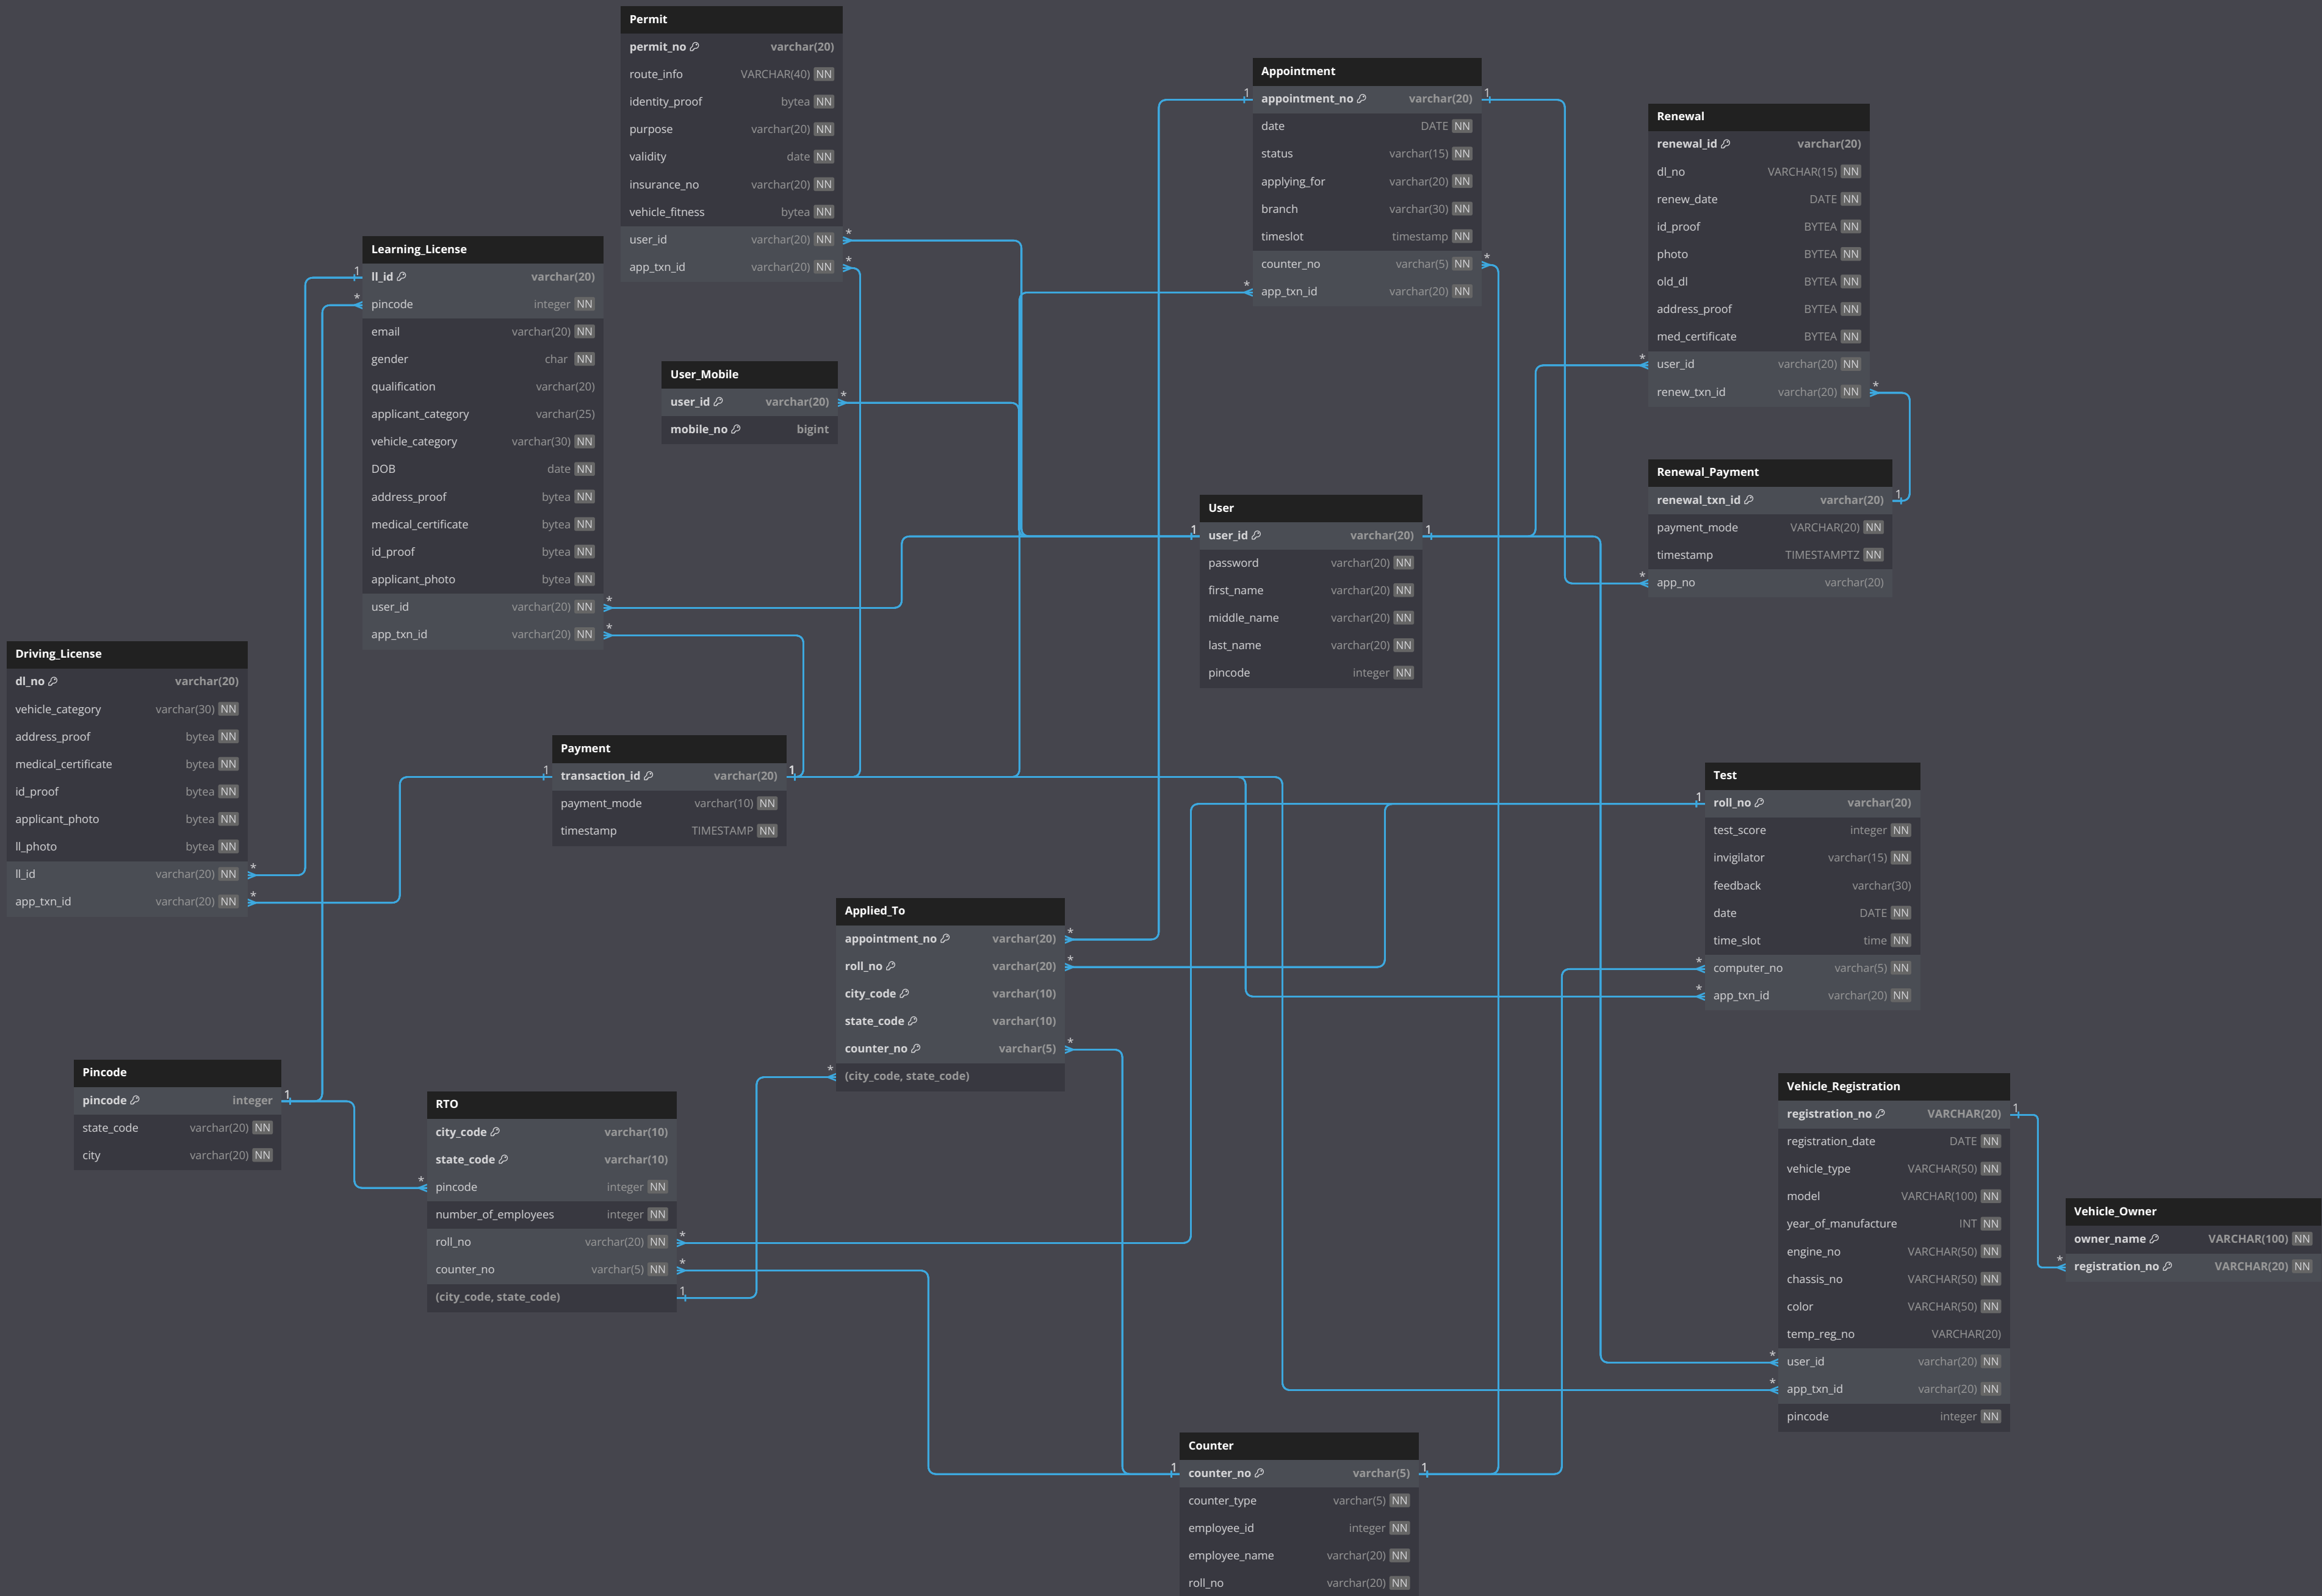 Permit
permit_no varchar(20)
route_info VARCHAR(40) NN
identity_proof bytea NN
purpose varchar(20) NN
validity date NN
insurance_no varchar(20) NN
vehicle_fitness bytea NN
user_id varchar(20) NN *
app_txn_id varchar(20) NN *
Appointment
1 appointment_no varchar(20) 1
date DATE NN
status varchar(15) NN
applying_for varchar(20) NN
branch varchar(30) NN
timeslot timestamp NN
counter_no varchar(5) NN *
* app_txn_id varchar(20) NN
Renewal
renewal_id varchar(20)
dl_no VARCHAR(15) NN
renew_date DATE NN
id_proof BYTEA NN
photo BYTEA NN
old_dl BYTEA NN
address_proof BYTEA NN
med_certificate BYTEA NN
* user_id varchar(20) NN
renew_txn_id varchar(20) NN *
Learning_License
1 ll_id varchar(20)
* pincode integer NN
email varchar(20) NN
gender char NN
qualification varchar(20)
applicant_category varchar(25)
vehicle_category varchar(30) NN
DOB date NN
address_proof bytea NN
medical_certificate bytea NN
id_proof bytea NN
applicant_photo bytea NN
user_id varchar(20) NN *
app_txn_id varchar(20) NN *
User_Mobile
user_id varchar(20) *
mobile_no bigint
Renewal_Payment
renewal_txn_id varchar(20) 1
payment_mode VARCHAR(20) NN
timestamp TIMESTAMPTZ NN
* app_no varchar(20)
User
1 user_id varchar(20) 1
password varchar(20) NN
first_name varchar(20) NN
middle_name varchar(20) NN
last_name varchar(20) NN
pincode integer NN
Driving_License
dl_no varchar(20)
vehicle_category varchar(30) NN
address_proof bytea NN
medical_certificate bytea NN
id_proof bytea NN
applicant_photo bytea NN
ll_photo bytea NN
ll_id varchar(20) NN *
app_txn_id varchar(20) NN *
Payment
1 transaction_id varchar(20) 1
payment_mode varchar(10) NN
timestamp TIMESTAMP NN
Test
1 roll_no varchar(20)
test_score integer NN
invigilator varchar(15) NN
feedback varchar(30)
date DATE NN
time_slot time NN
* computer_no varchar(5) NN
* app_txn_id varchar(20) NN
Applied_To
appointment_no varchar(20) *
roll_no varchar(20) *
city_code varchar(10)
state_code varchar(10)
counter_no varchar(5) *
* (city_code, state_code)
Pincode
pincode integer 1
state_code varchar(20) NN
city varchar(20) NN
RTO
city_code varchar(10)
state_code varchar(10)
* pincode integer NN
number_of_employees integer NN
roll_no varchar(20) NN *
counter_no varchar(5) NN *
(city_code, state_code) 1
Vehicle_Registration
registration_no VARCHAR(20) 1
registration_date DATE NN
vehicle_type VARCHAR(50) NN
model VARCHAR(100) NN
year_of_manufacture INT NN
engine_no VARCHAR(50) NN
chassis_no VARCHAR(50) NN
color VARCHAR(50) NN
temp_reg_no VARCHAR(20)
* user_id varchar(20) NN
* app_txn_id varchar(20) NN
pincode integer NN
Vehicle_Owner
owner_name VARCHAR(100) NN
* registration_no VARCHAR(20) NN
Counter
1 counter_no varchar(5) 1
counter_type varchar(5) NN
employee_id integer NN
employee_name varchar(20) NN
roll_no varchar(20) NN